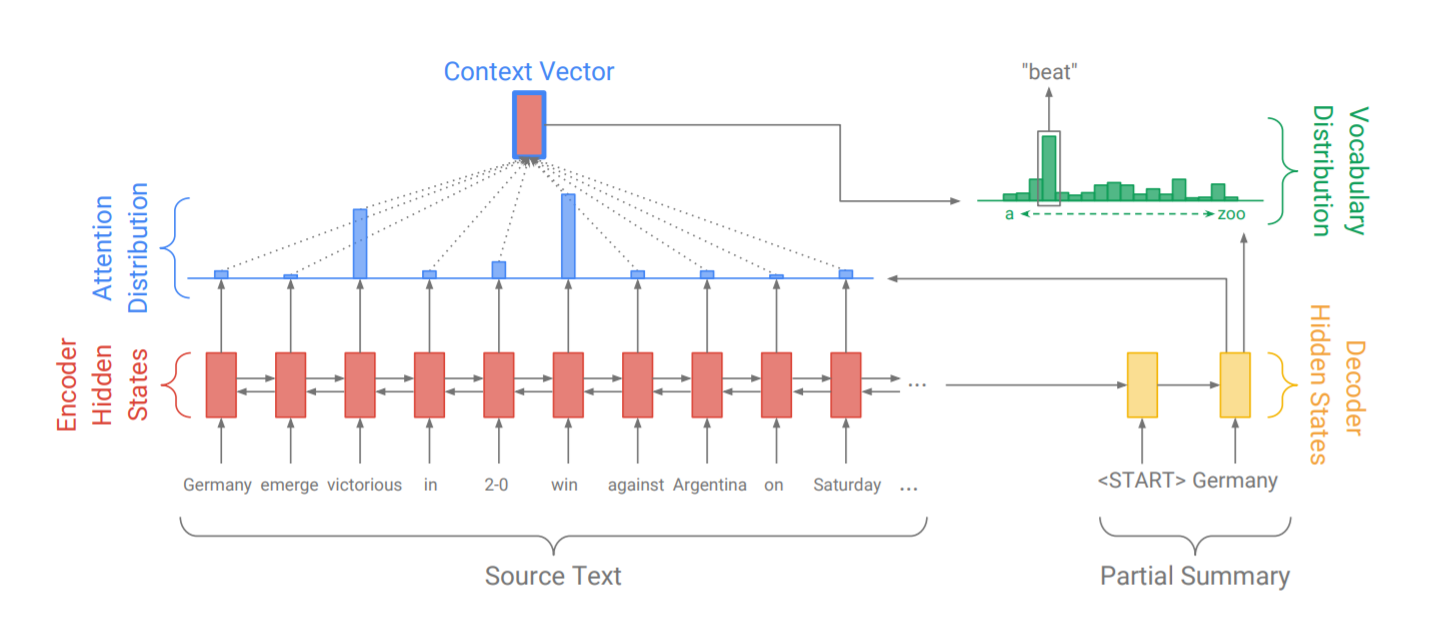 Context Vector
"beat"
Vocabulary
Distribution
a
zoo
Attention
Distribution
Encoder
Hidden
States
Decoder
Hidden States
...
Germany emerge victorious in 2-0 win against Argentina on Saturday ...
<START> Germany
Source Text
Partial Summary